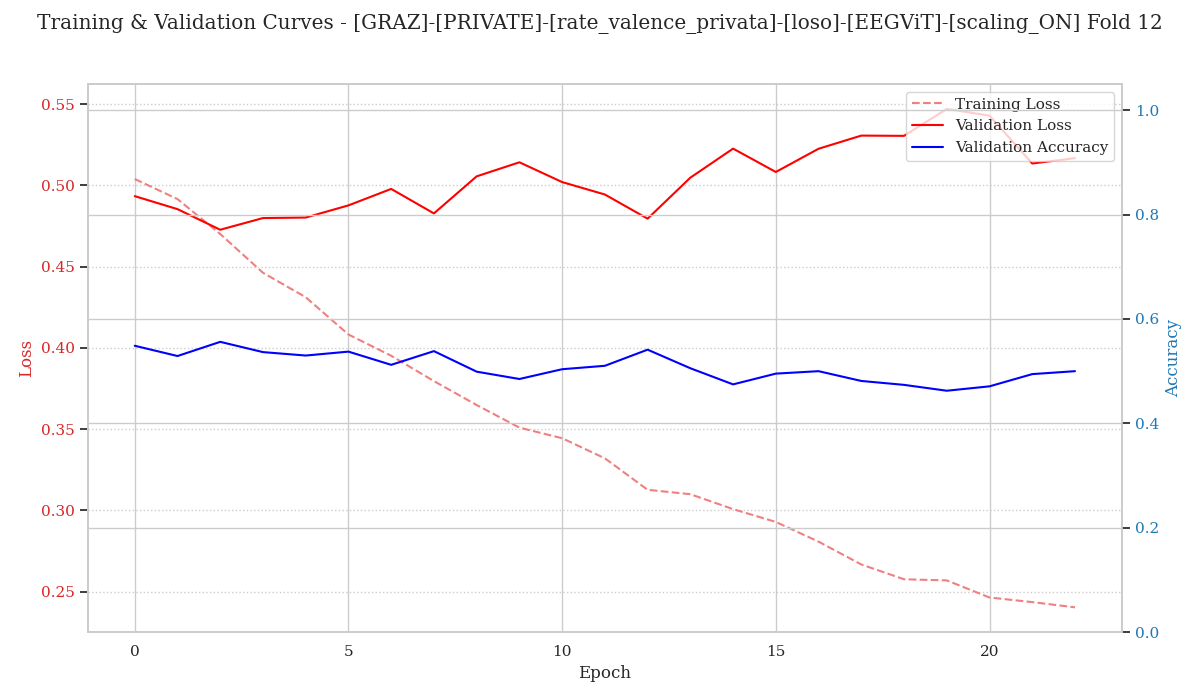 Training & Validation Curves - [GRAZ]-[PRIVATE]-[rate_valence_privata]-[loso]-[EEGViT]-[scaling_ON] Fold 12
Training Loss
Validation Loss
Validation Accuracy
0.55
0.50
0.45
0.40
0.35
0.30
0.25
Loss
1.0
0.8
0.6
0.4
0.2
0.0
Accuracy
0 5 10 15 20
Epoch